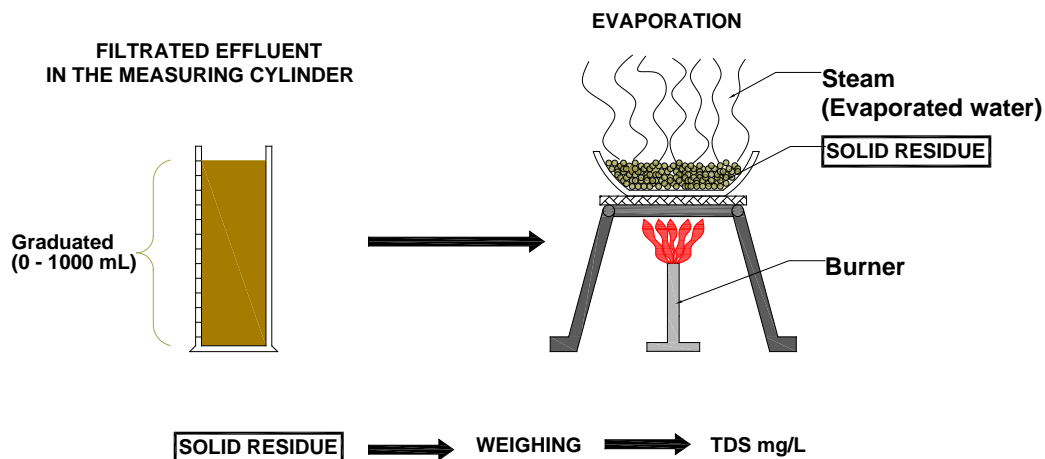 EVAPORATION
FILTRATED EFFLUENT
IN THE MEASURING CYLINDER
Steam
(Evaporated water)
SOLID RESIDUE
Graduated
(0 - 1000 mL)
Burner
SOLID RESIDUE
WEIGHING
TDS mg/L